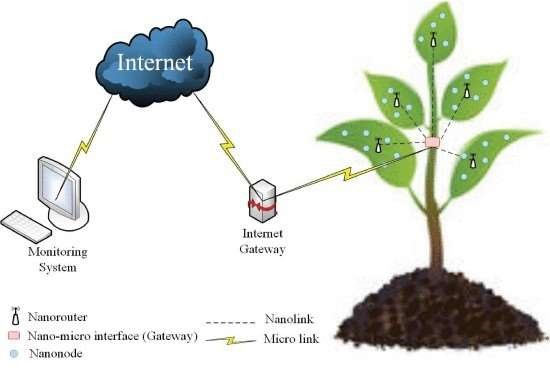 Internet
Monitoring
System
Internet
Gateway
Nanorouter
Nano-micro interface (Gateway)
Nanonode
Nanolink
Micro link